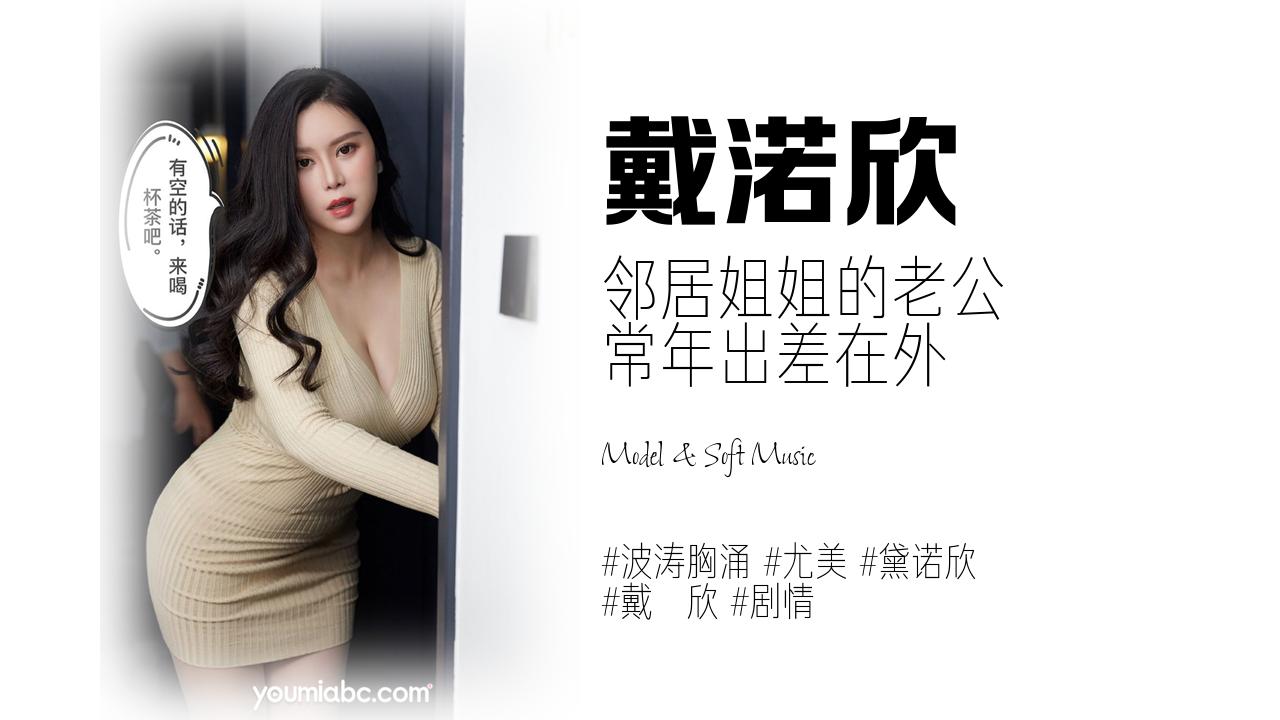 有空的话，来喝
杯茶吧。
戴渃欣
邻居姐姐的老公
常年出差在外
Model & Soft Music
#波涛胸涌 #尤美 #黛诺欣
#戴 欣 #剧情
youmiabc.com